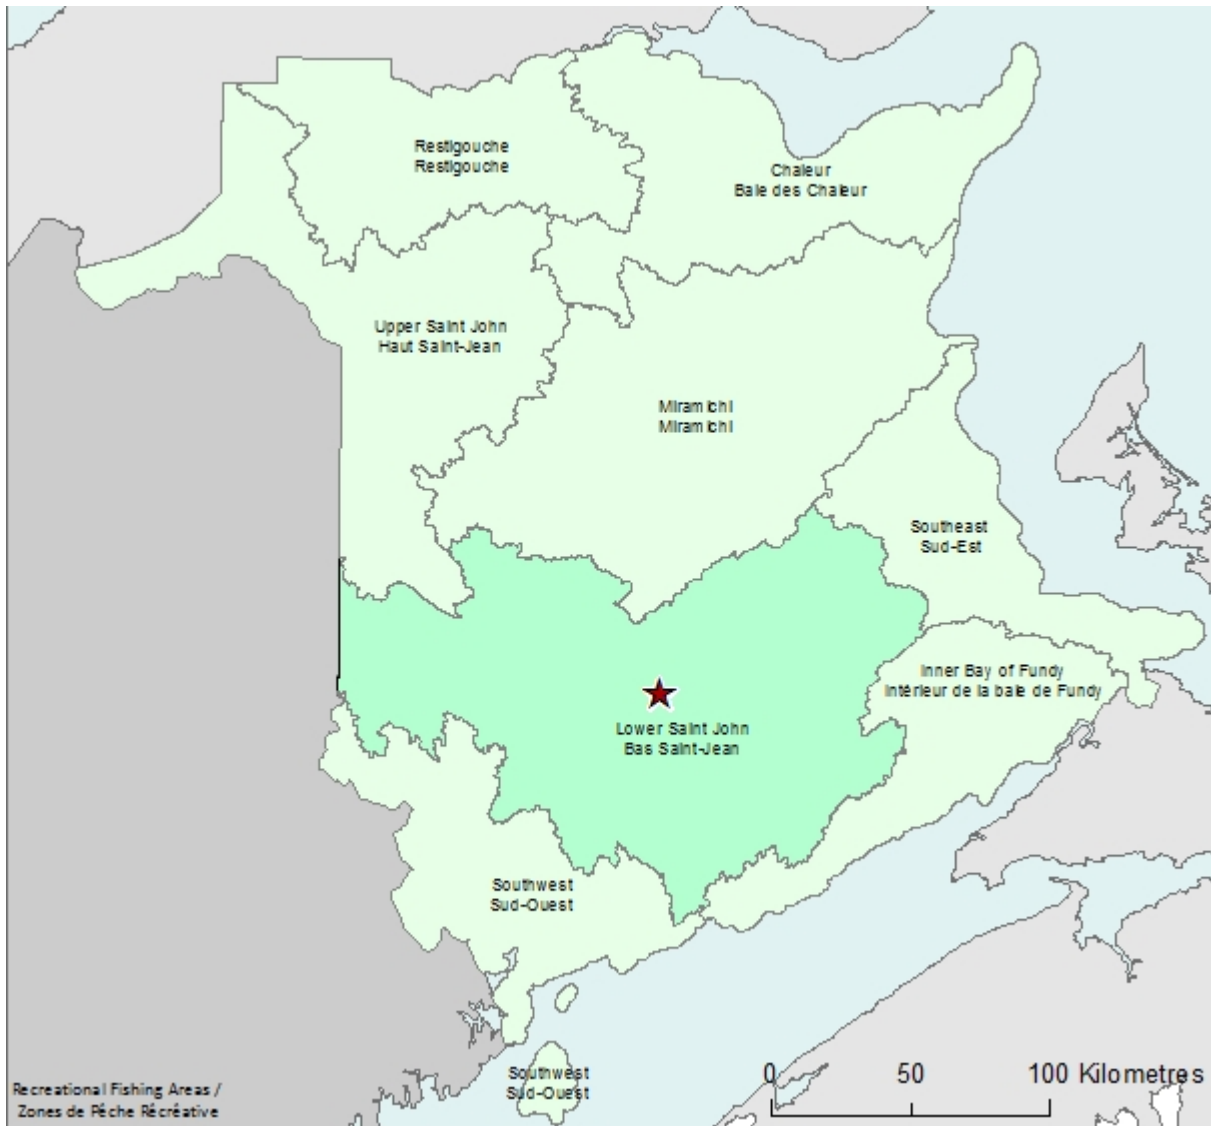 Restigouche
Restigouche
Chaleur
Baie des Chaleur
Upper Saint John
Haut Saint-Jean
Miramichi
Miramichi
Southeast
Sud-Est
Inner Bay of Fundy
Intérieur de la baie de Fundy
Lower Saint John
Bas Saint-Jean
Southwest
Sud-Ouest
Southwest
Sud-Ouest
0 50 100 Kilometres
Recreational Fishing Areas /
Zones de Pêche Récréative